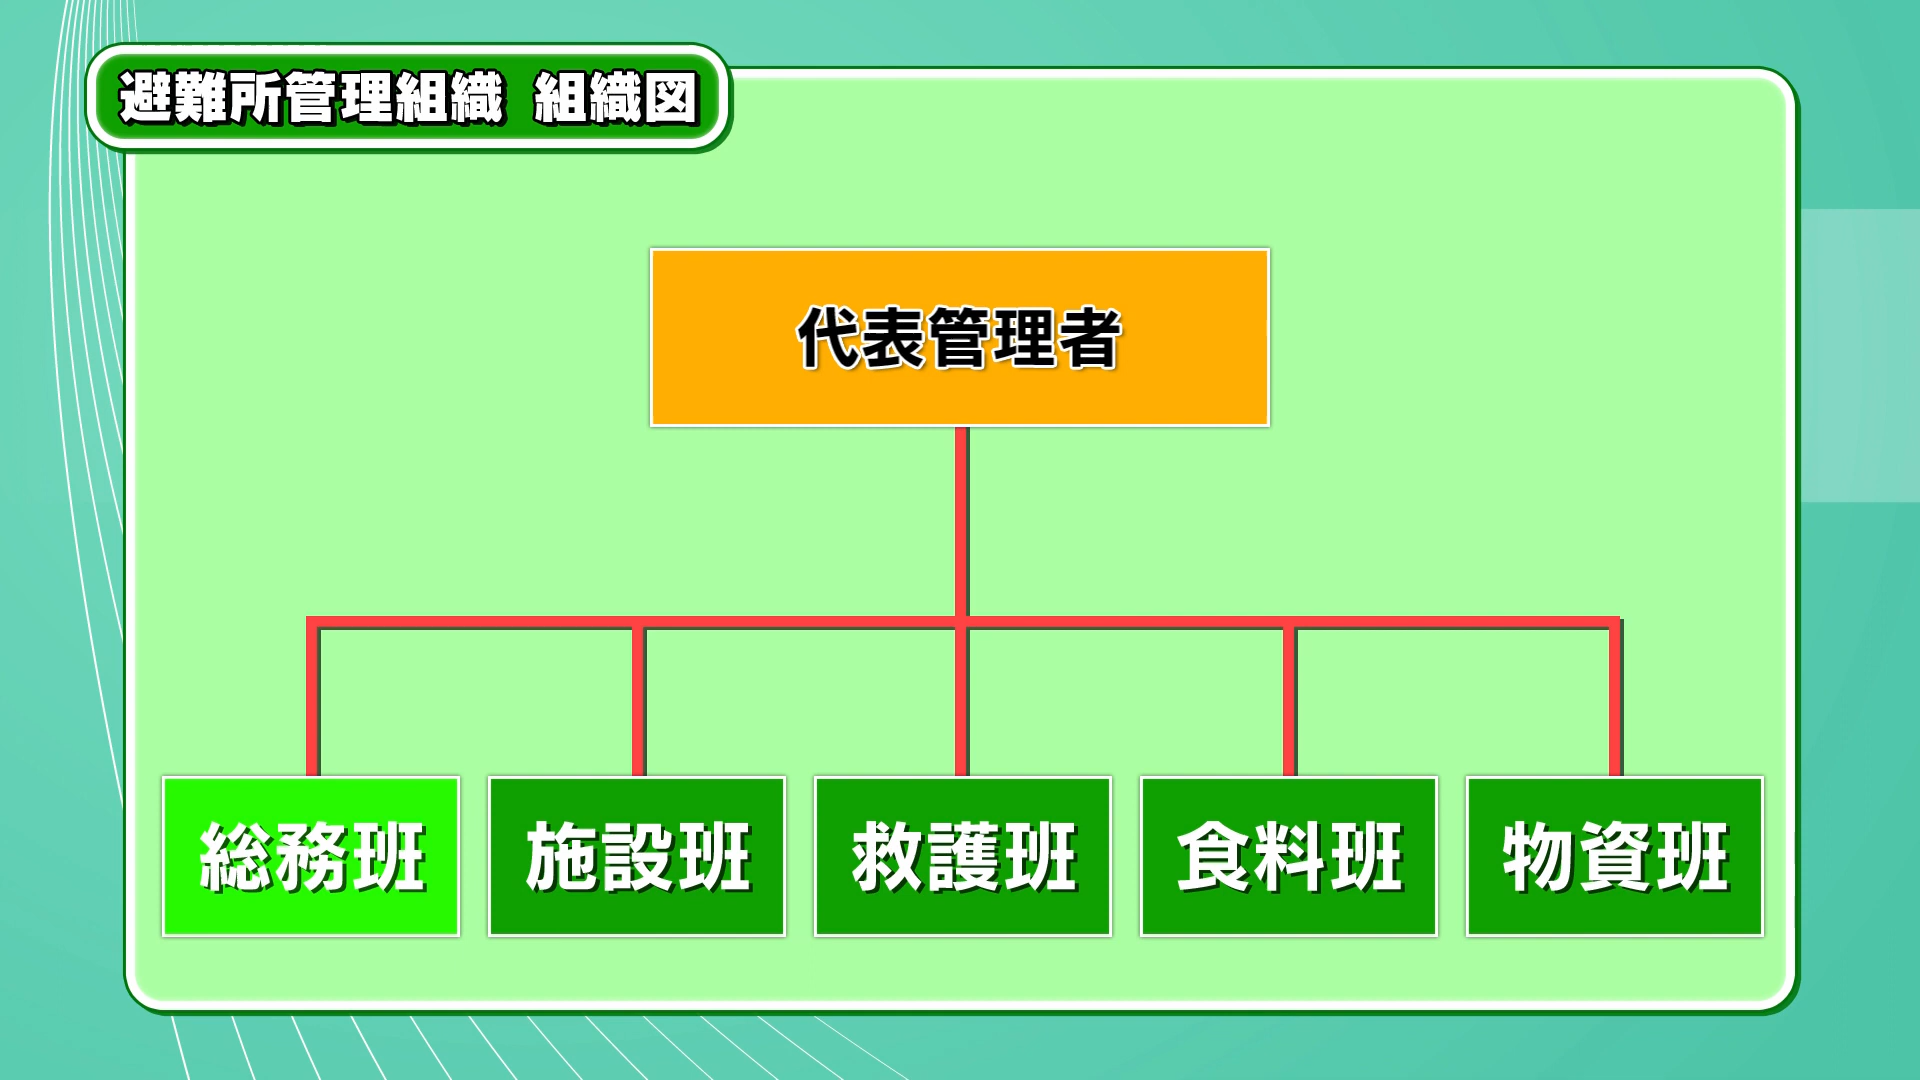 避難所管理組織 組織図
代表管理者
総務班
施設班
救護班
食料班
物資班